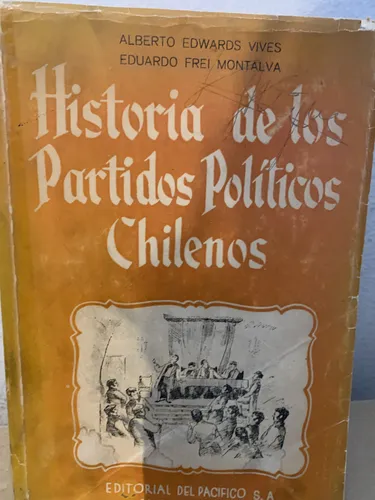 ALBERTO EDWARDS VIVES
EDUARDO FREI MONTALVA
Historia de los
Partidos Políticos
Chilenos
EDITORIAL DEL PACIFICO S. A.